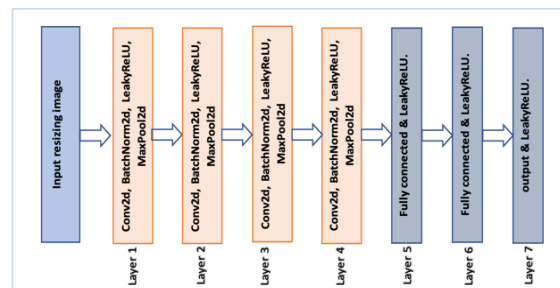 Input resizing image
Conv2d, BatchNorm2d, LeakyReLU,
MaxPool2d
Layer 1
Conv2d, BatchNorm2d, LeakyReLU,
MaxPool2d
Layer 2
Conv2d, BatchNorm2d, LeakyReLU,
MaxPool2d
Layer 3
Conv2d, BatchNorm2d, LeakyReLU,
MaxPool2d
Layer 4
Fully connected & LeakyReLU.
Layer 5
Fully connected & LeakyReLU.
Layer 6
output & LeakyReLU.
Layer 7